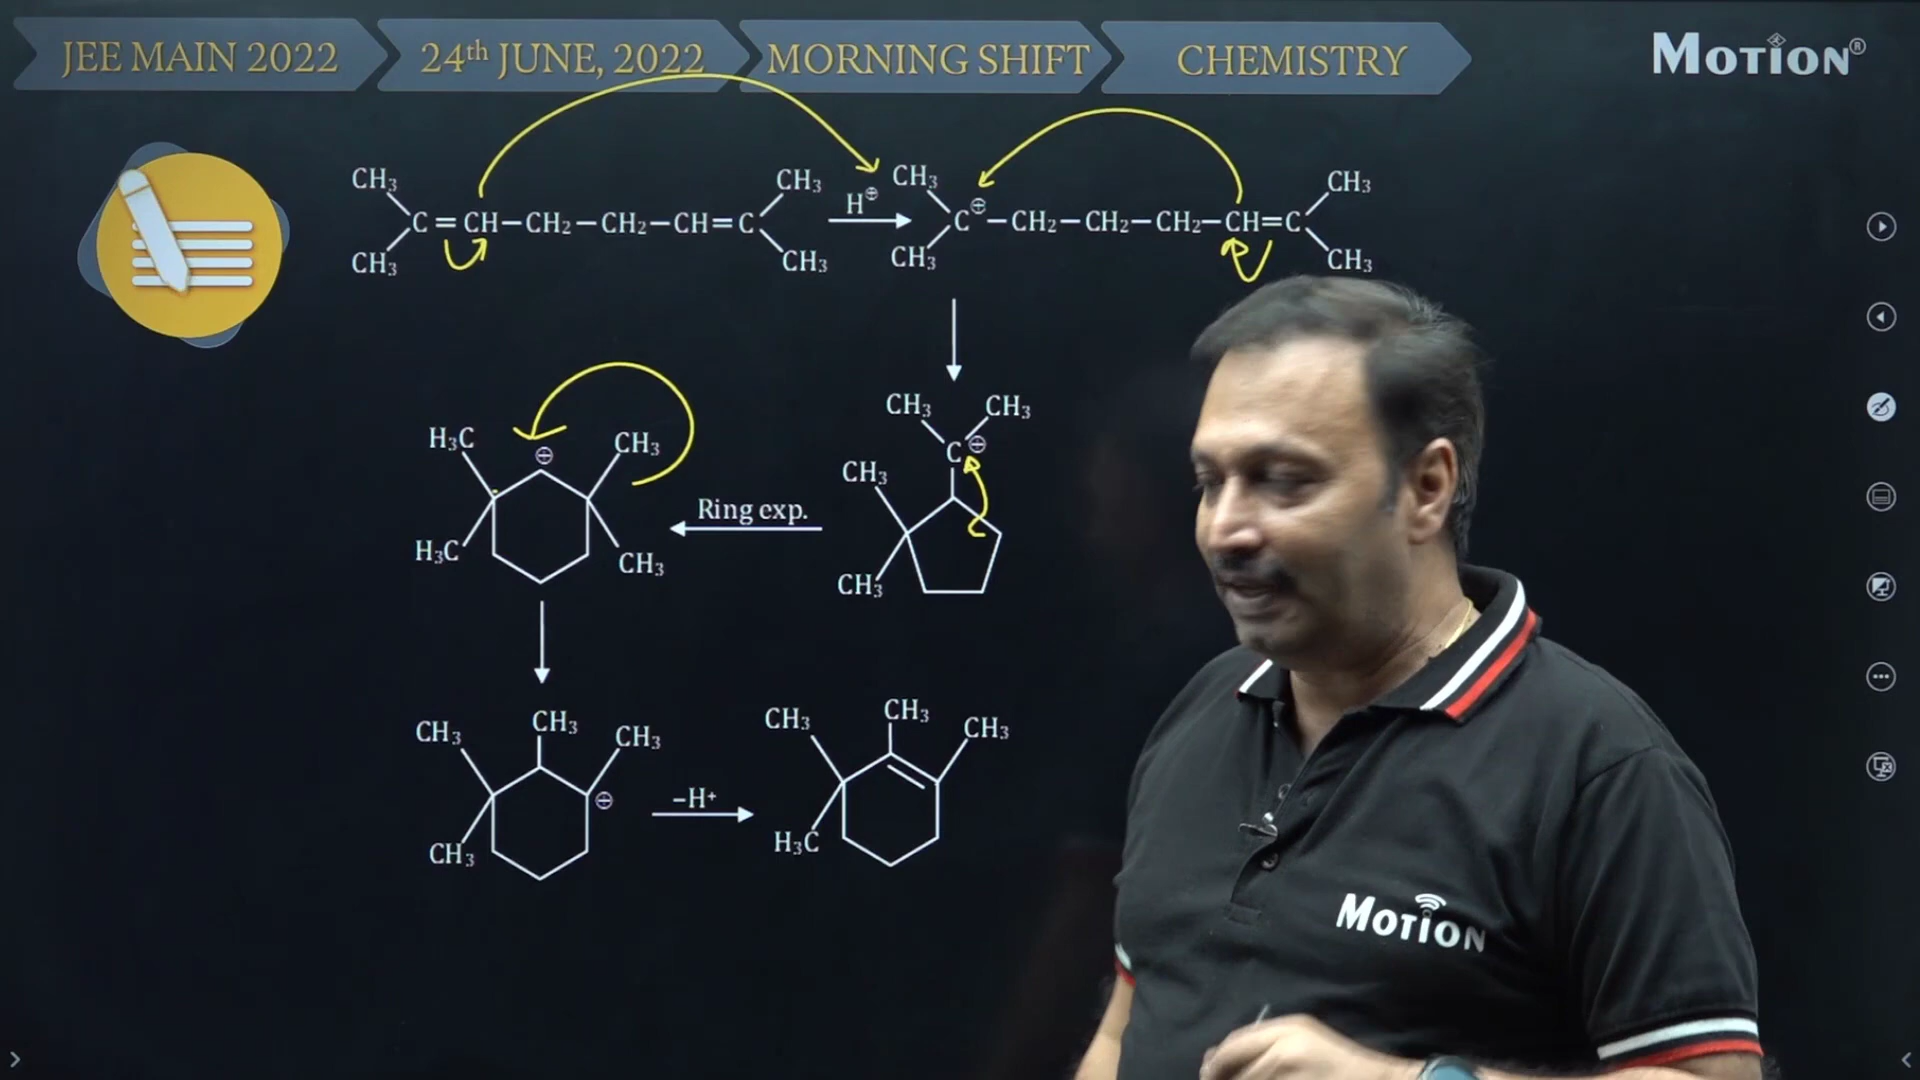 JEE MAIN 2022 24th JUNE, 2022 MORNING SHIFT CHEMISTRY MOTION®
CH₃ CH₃ CH₃ CH₃
C=CH—CH₂—CH₂—CH=C H⊕ C⊕—CH₂—CH₂—CH₂—CH=C
CH₃ CH₃ CH₃ CH₃
CH₃ CH₃
H₃C ⊕ CH₃ C⊕
CH₃
Ring exp.
H₃C CH₃ CH₃
CH₃ CH₃ CH₃ CH₃ CH₃ CH₃
⊕ –H⁺
CH₃ H₃C
MOTION